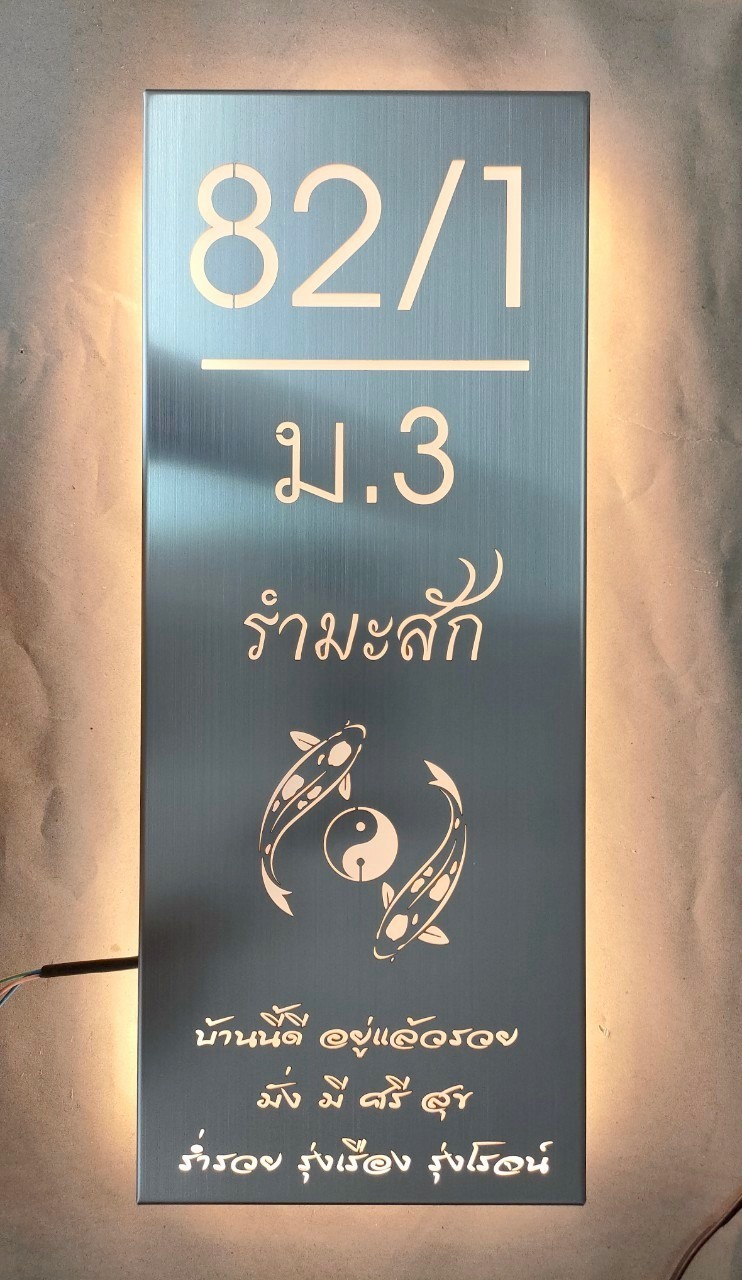 82/1
ม.3
รำมะสัก
บ้านนี้ดี อยู่แล้วรวย
มั่ง มี ศรี สุข
ร่ำรวย รุ่งเรือง รุ่งโรจน์